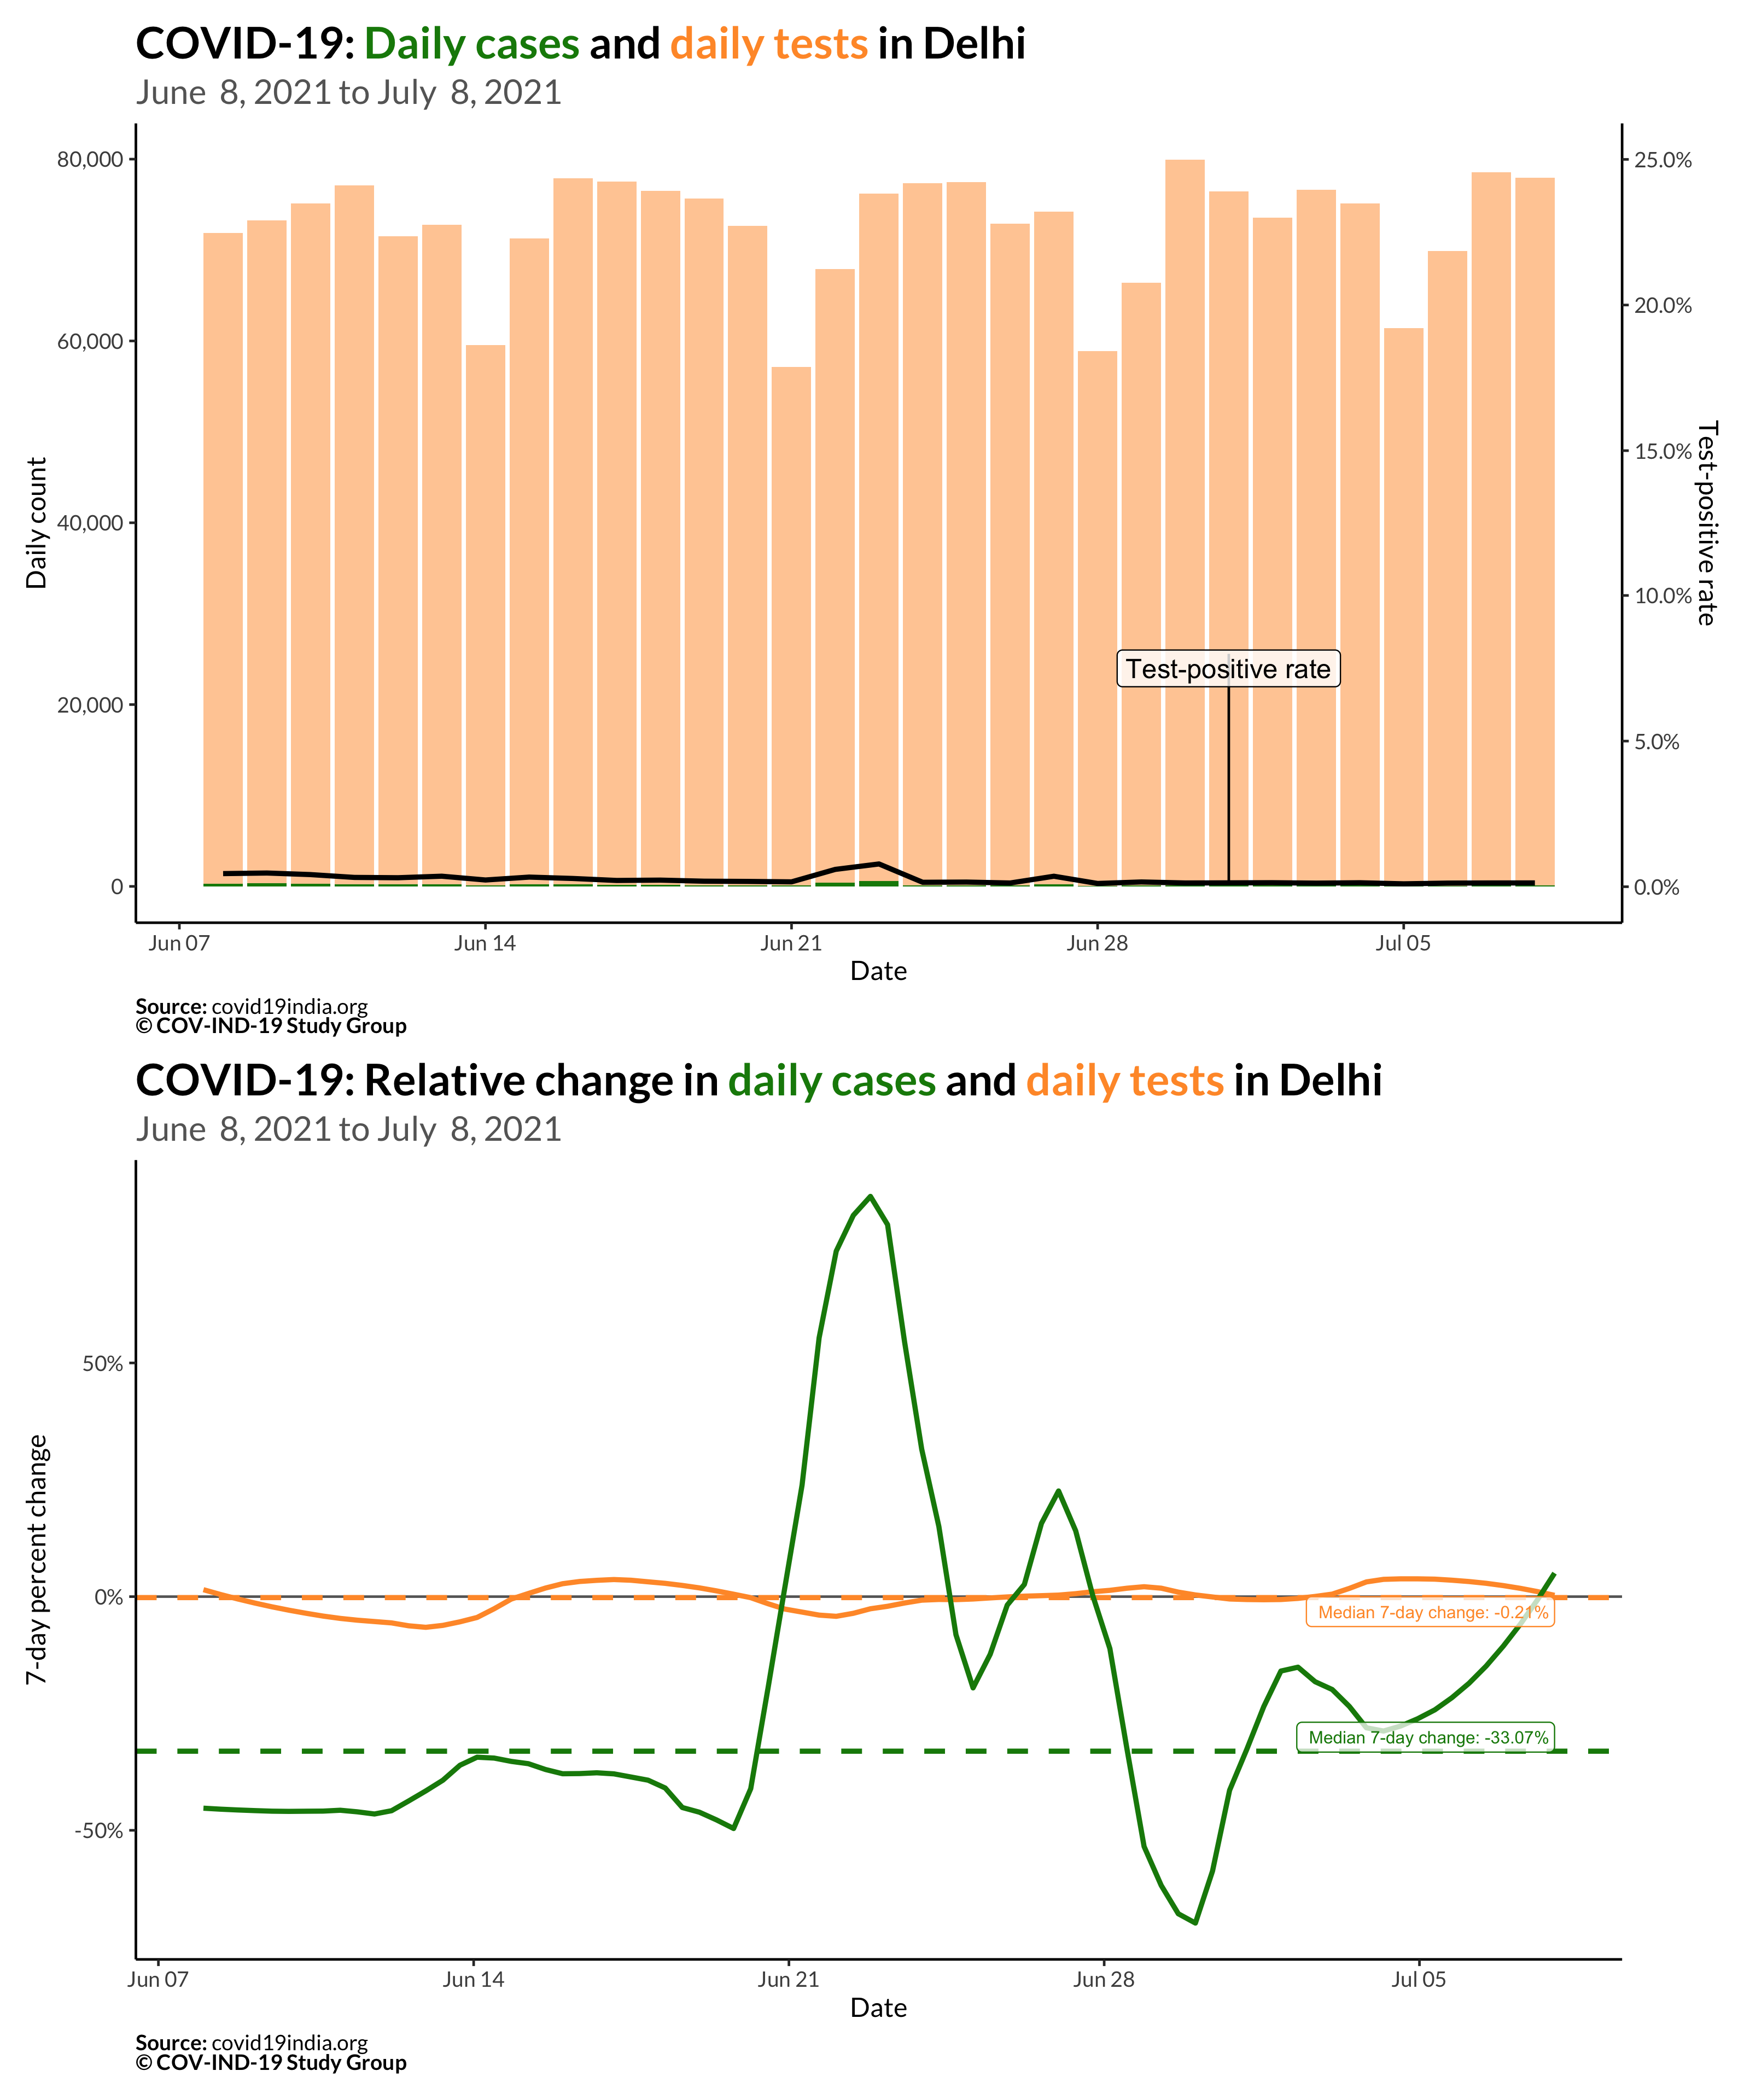 COVID-19: Daily cases and daily tests in Delhi
June 8, 2021 to July 8, 2021
80,000
60,000
40,000
20,000
0
Daily count
25.0%
20.0%
15.0%
10.0%
5.0%
0.0%
Test-positive rate
Test-positive rate
Jun 07
Jun 14
Jun 21
Jun 28
Jul 05
Date
Source: covid19india.org
© COV-IND-19 Study Group
COVID-19: Relative change in daily cases and daily tests in Delhi
June 8, 2021 to July 8, 2021
50%
0%
-50%
7-day percent change
Median 7-day change: -0.21%
Median 7-day change: -33.07%
Jun 07
Jun 14
Jun 21
Jun 28
Jul 05
Date
Source: covid19india.org
© COV-IND-19 Study Group